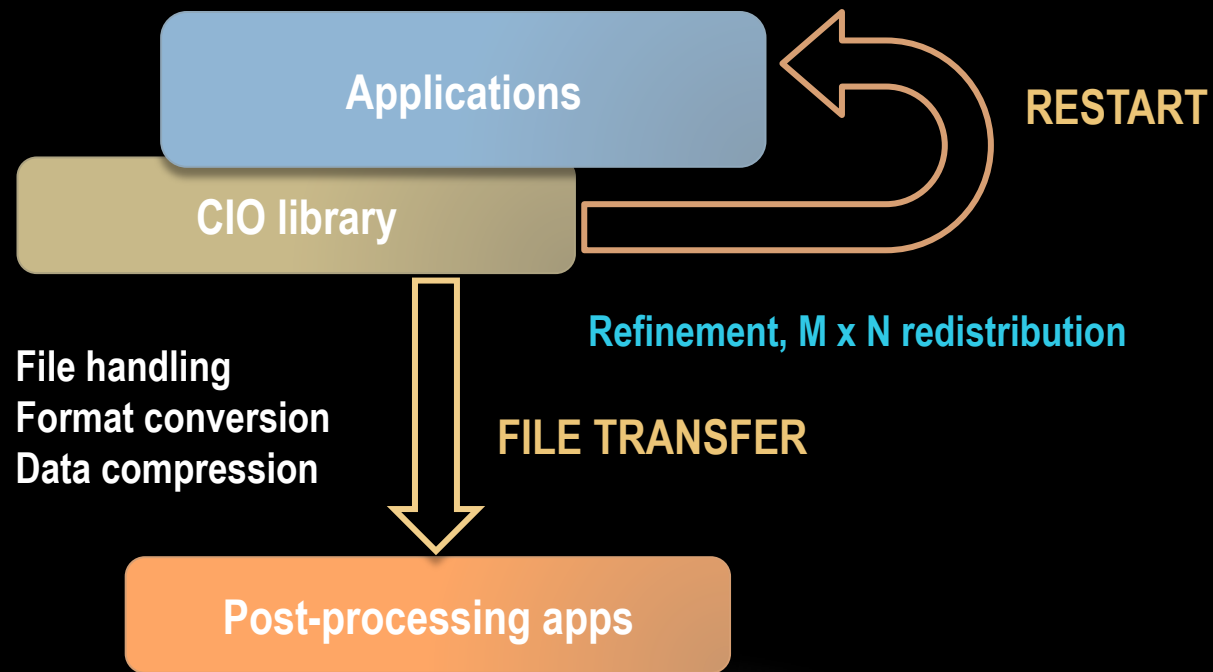 Applications
RESTART
CIO library
Refinement, M x N redistribution
File handling
Format conversion
Data compression
FILE TRANSFER
Post-processing apps